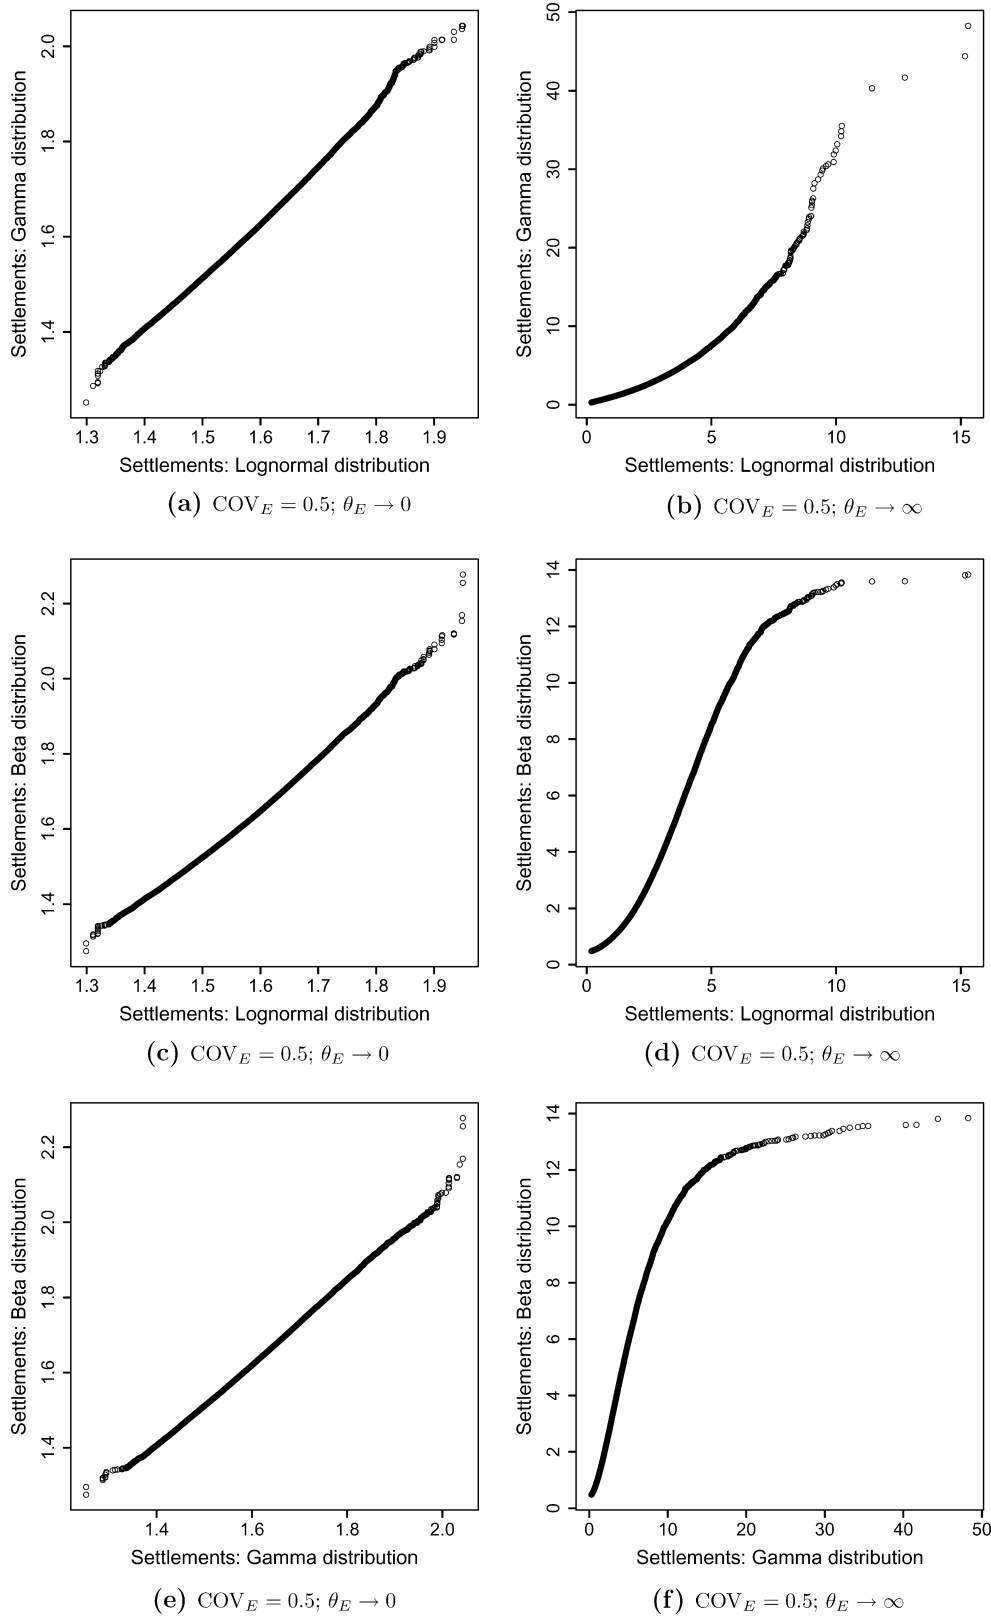 Settlements: Gamma distribution
1.4 1.6 1.8 2.0
1.3 1.4 1.5 1.6 1.7 1.8 1.9
Settlements: Lognormal distribution
(a) COV_E = 0.5; θ_E → 0
Settlements: Gamma distribution
0 10 20 30 40 50
0 5 10 15
Settlements: Lognormal distribution
(b) COV_E = 0.5; θ_E → ∞
Settlements: Beta distribution
1.4 1.6 1.8 2.0 2.2
1.3 1.4 1.5 1.6 1.7 1.8 1.9
Settlements: Lognormal distribution
(c) COV_E = 0.5; θ_E → 0
Settlements: Beta distribution
0 2 4 6 8 10 12 14
0 5 10 15
Settlements: Lognormal distribution
(d) COV_E = 0.5; θ_E → ∞
Settlements: Beta distribution
1.4 1.6 1.8 2.0 2.2
1.4 1.6 1.8 2.0
Settlements: Gamma distribution
(e) COV_E = 0.5; θ_E → 0
Settlements: Beta distribution
0 2 4 6 8 10 12 14
0 10 20 30 40 50
Settlements: Gamma distribution
(f) COV_E = 0.5; θ_E → ∞